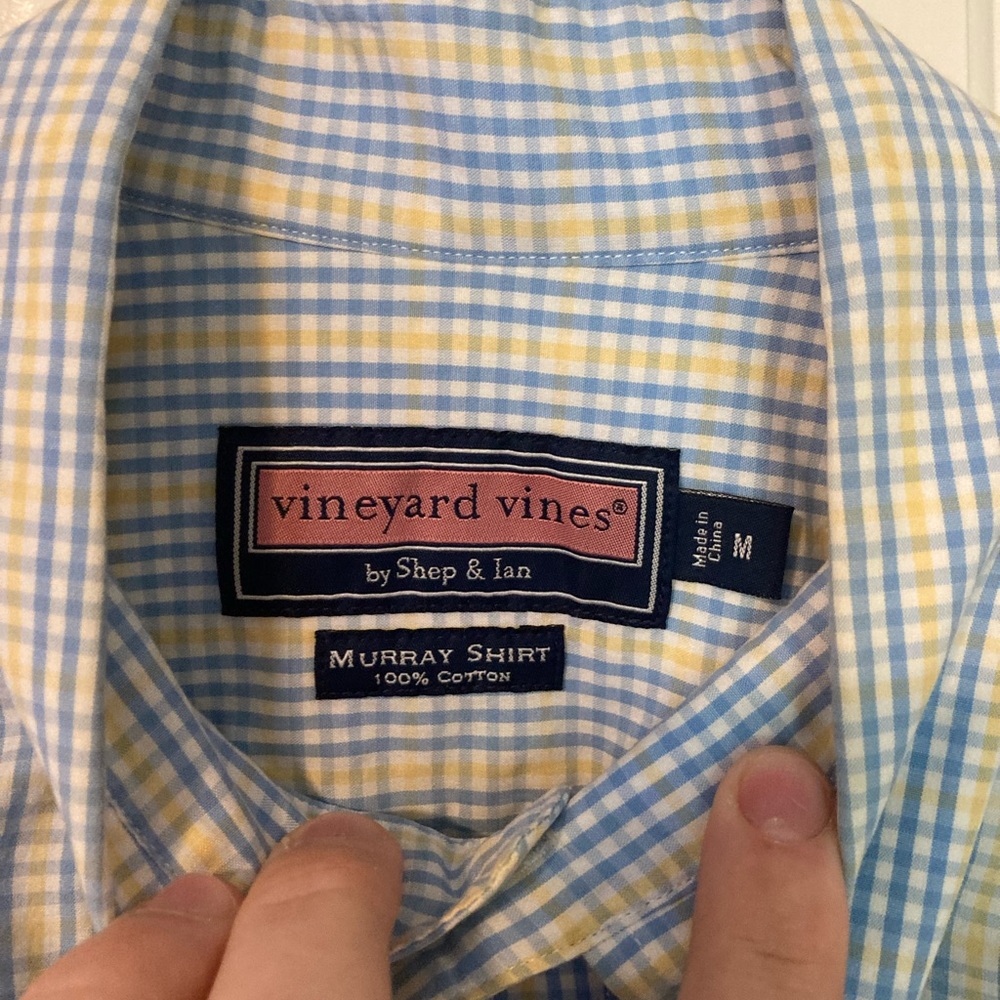 vineyard vines®
by Shep & Ian
Made in
China
M
MURRAY SHIRT
100% COTTON